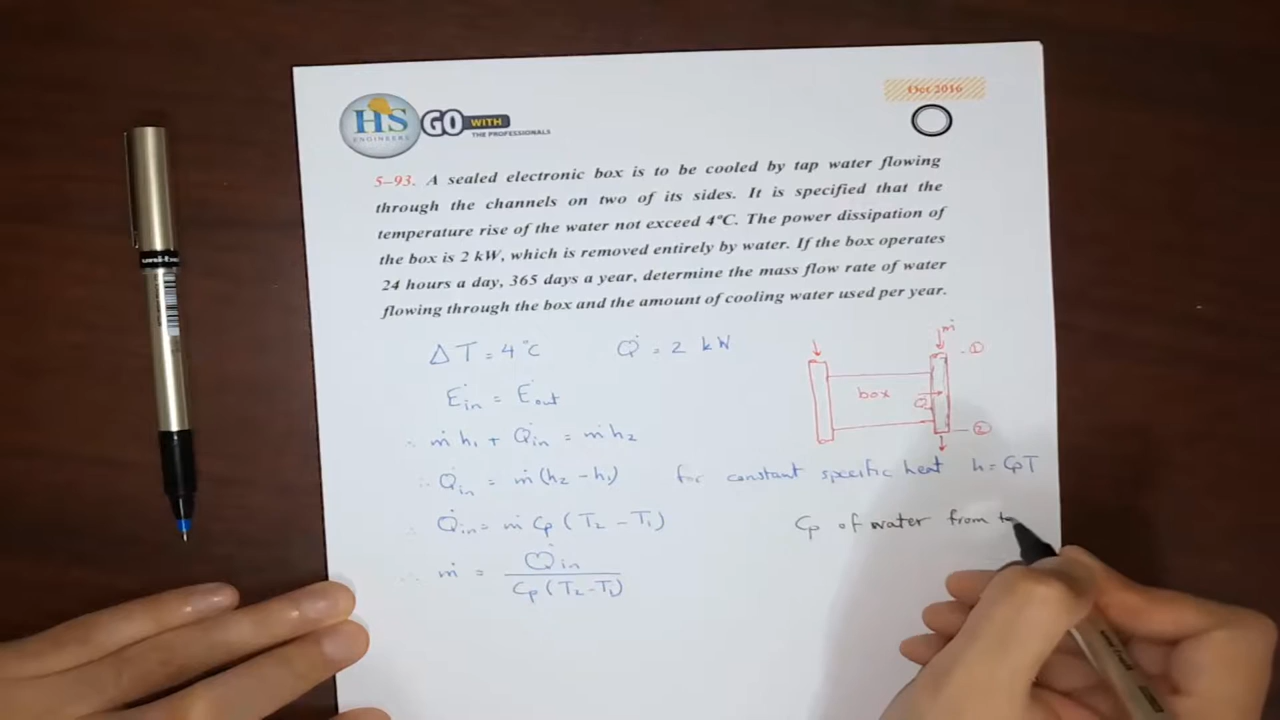 HS
ENGINEERS
GO WITH
THE PROFESSIONALS
Oct 2016
5–93. A sealed electronic box is to be cooled by tap water flowing
through the channels on two of its sides. It is specified that the
temperature rise of the water not exceed 4°C. The power dissipation of
the box is 2 kW, which is removed entirely by water. If the box operates
24 hours a day, 365 days a year, determine the mass flow rate of water
flowing through the box and the amount of cooling water used per year.
ΔT = 4 °C Q̇ = 2 kW
Ėin = Ėout
∴ ṁ h₁ + Q̇in = ṁ h₂
∴ Q̇in = ṁ (h₂ − h₁) for constant specific heat h = CpT
∴ Q̇in = ṁ Cp (T₂ − T₁) Cp of water from
∴ ṁ = Q̇in / Cp (T₂ − T₁)
ṁ
①
box
Q
②
uni-ball